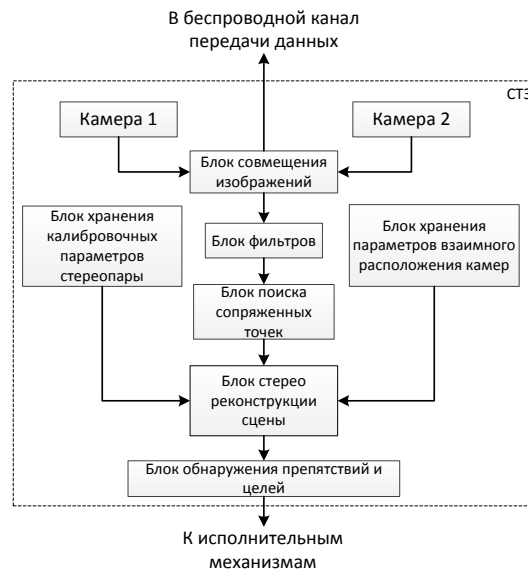 В беспроводной канал
передачи данных
СТЗ
Камера 1
Камера 2
Блок совмещения
изображений
Блок хранения
калибровочных
параметров
стереопары
Блок фильтров
Блок хранения
параметров взаимного
расположения камер
Блок поиска
сопряженных
точек
Блок стерео
реконструкции
сцены
Блок обнаружения препятствий и
целей
К исполнительным
механизмам